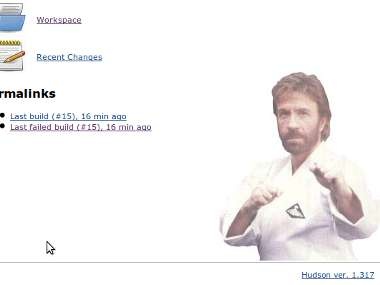 Workspace
Recent Changes
rmalinks
Last build (#15), 16 min ago
Last failed build (#15), 16 min ago
Hudson ver. 1.317